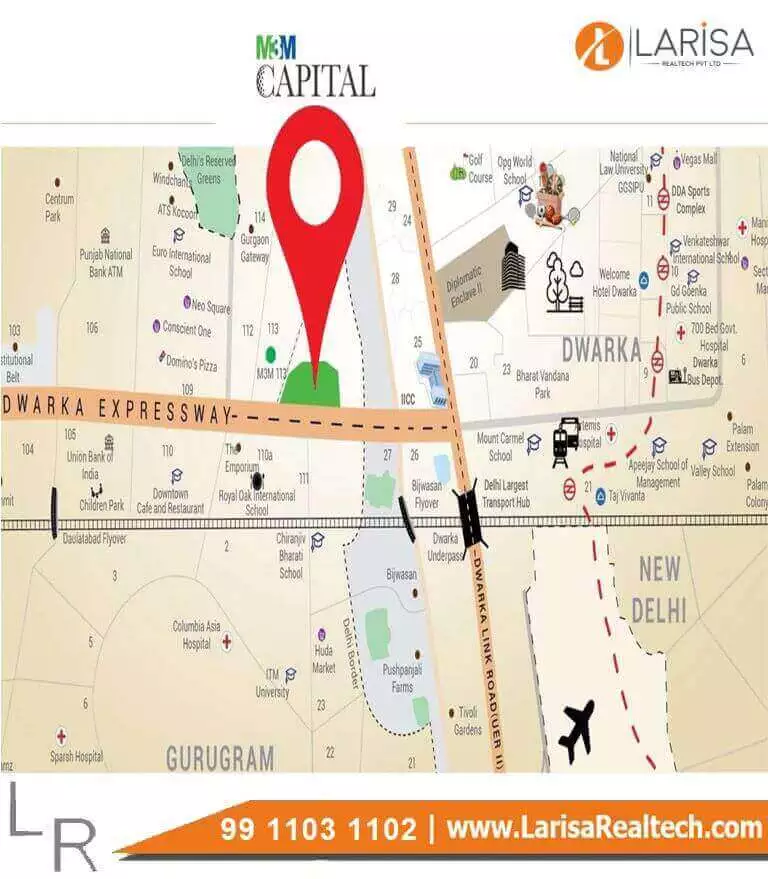 M3M
CAPITAL
LARISA
REALTECH PVT LTD
Delhi's Reserved
Greens
Windchants
ATS Kocoon
Centrum
Park
Punjab National
Bank ATM
Euro International
School
114
Gurgaon
Gateway
Neo Square
Conscient One
Domino's Pizza
109
103
106
112
113
M3M 113
29
24
28
25
IICC
Golf
Course
Opg World
School
National
Law University
GGSIPU
Vegas Mall
11
DDA Sports
Complex
Venkateshwar
International School
10
Gd Goenka
Public School
Welcome
Hotel Dwarka
Diplomatic
Enclave II
DWARKA
700 Bed Govt.
Hospital
Dwarka
Bus Depot.
6
9
20
23
Bharat Vandana
Park
DWARKA EXPRESSWAY
104
105
Union Bank of
India
Children Park
110
Downtown
Cafe and Restaurant
The
Emporium
110a
Royal Oak International
School
111
27
26
Bijwasan
Flyover
Mount Carmel
School
Delhi Largest
Transport Hub
21
Taj Vivanta
Apeejay School of
Management
Valley School
Palam
Extension
Palam
Colony
Daulatabad Flyover
2
3
5
6
Chiranjiv
Bharati
School
Dwarka
Underpass
Bijwasan
DWARKA LINK ROAD(UER II)
NEW
DELHI
Columbia Asia
Hospital
Huda
Market
ITM
University
Delhi Border
Pushpanjali
Farms
Tivoli
Gardens
23
22
21
Sparsh Hospital
GURUGRAM
LR
99 1103 1102 | www.LarisaRealtech.com